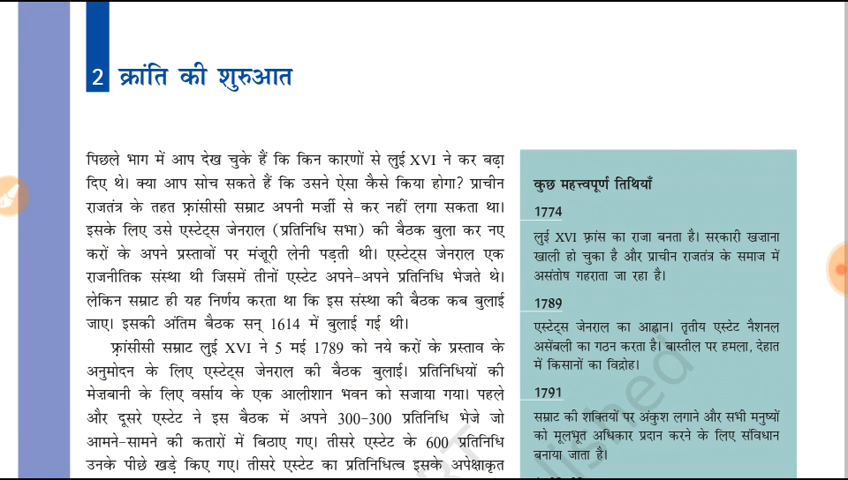 2 क्रांति की शुरुआत
पिछले भाग में आप देख चुके हैं कि किन कारणों से लुई XVI ने कर बढ़ा
दिए थे। क्या आप सोच सकते हैं कि उसने ऐसा कैसे किया होगा? प्राचीन
राजतंत्र के तहत फ़्रांसीसी सम्राट अपनी मर्ज़ी से कर नहीं लगा सकता था।
इसके लिए उसे एस्टेट्स जेनराल (प्रतिनिधि सभा) की बैठक बुला कर नए
करों के अपने प्रस्तावों पर मंज़ूरी लेनी पड़ती थी। एस्टेट्स जेनराल एक
राजनीतिक संस्था थी जिसमें तीनों एस्टेट अपने-अपने प्रतिनिधि भेजते थे।
लेकिन सम्राट ही यह निर्णय करता था कि इस संस्था की बैठक कब बुलाई
जाए। इसकी अंतिम बैठक सन् 1614 में बुलाई गई थी।
फ़्रांसीसी सम्राट लुई XVI ने 5 मई 1789 को नये करों के प्रस्ताव के
अनुमोदन के लिए एस्टेट्स जेनराल की बैठक बुलाई। प्रतिनिधियों की
मेज़बानी के लिए वर्साय के एक आलीशान भवन को सजाया गया। पहले
और दूसरे एस्टेट ने इस बैठक में अपने 300-300 प्रतिनिधि भेजे जो
आमने-सामने की कतारों में बिठाए गए। तीसरे एस्टेट के 600 प्रतिनिधि
उनके पीछे खड़े किए गए। तीसरे एस्टेट का प्रतिनिधित्व इसके अपेक्षाकृत
कुछ महत्त्वपूर्ण तिथियाँ
1774
लुई XVI फ़्रांस का राजा बनता है। सरकारी खज़ाना
खाली हो चुका है और प्राचीन राजतंत्र के समाज में
असंतोष गहराता जा रहा है।
1789
एस्टेट्स जेनराल का आह्वान। तृतीय एस्टेट नैशनल
असेंबली का गठन करता है। बास्तील पर हमला, देहात
में किसानों का विद्रोह।
1791
सम्राट की शक्तियों पर अंकुश लगाने और सभी मनुष्यों
को मूलभूत अधिकार प्रदान करने के लिए संविधान
बनाया जाता है।